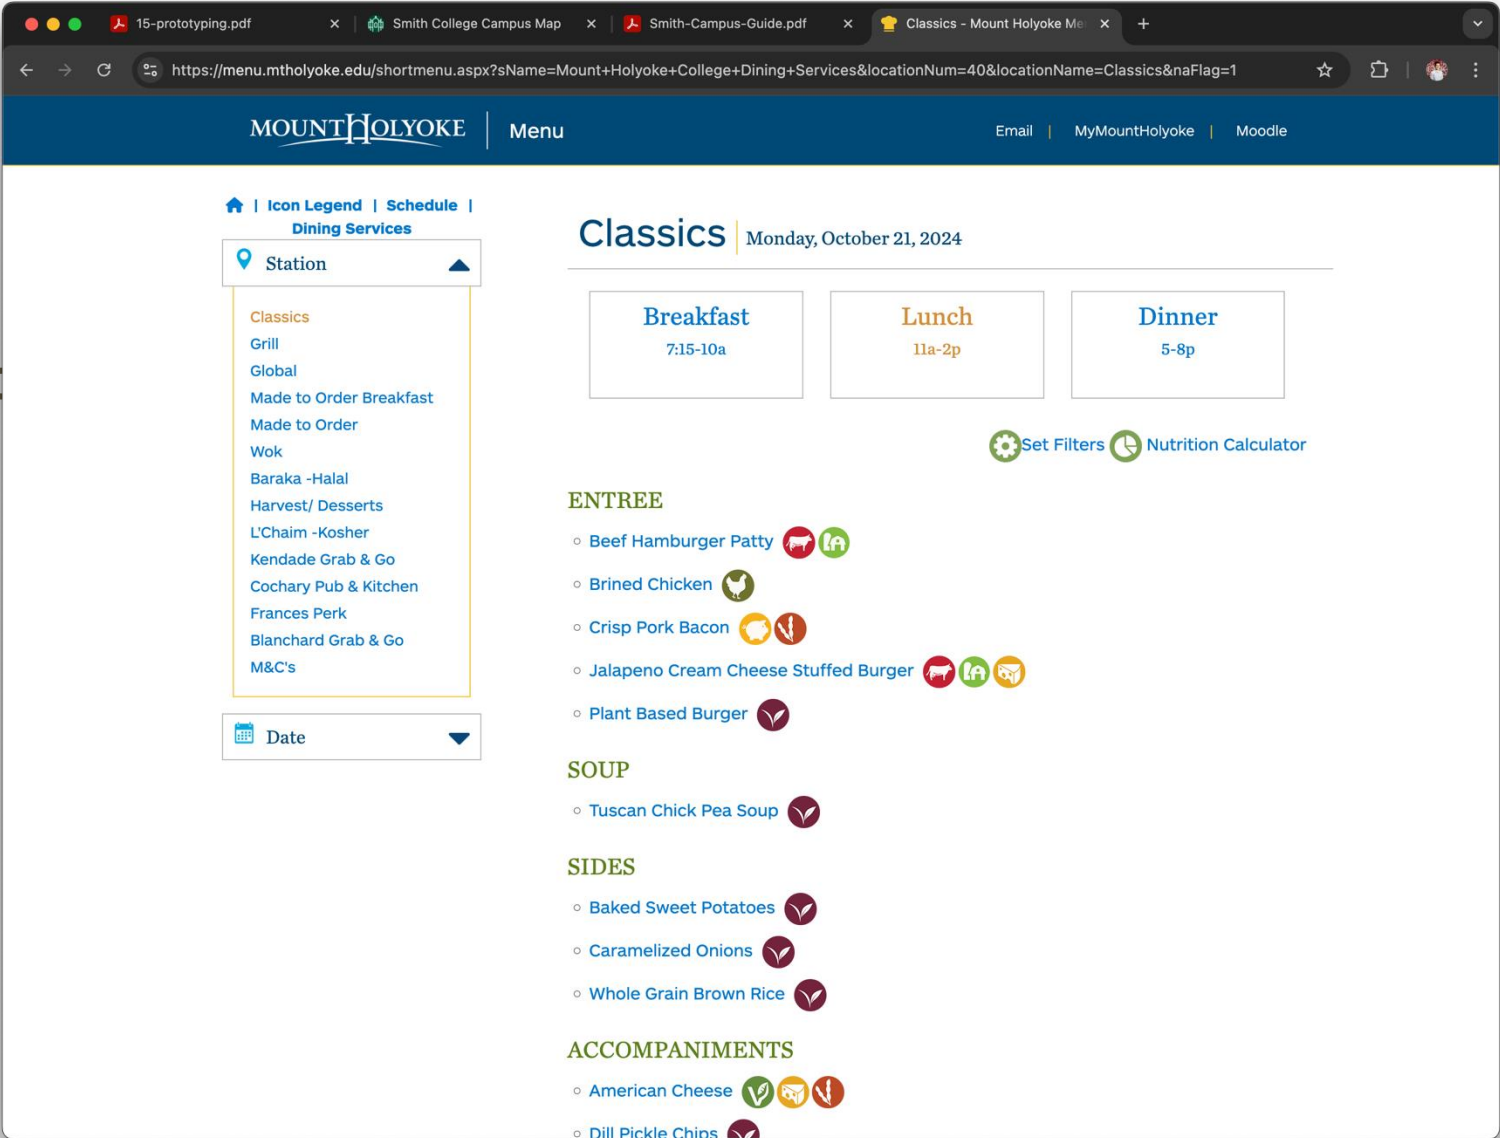 15-prototyping.pdf
Smith College Campus Map
Smith-Campus-Guide.pdf
Classics - Mount Holyoke Me
https://menu.mtholyoke.edu/shortmenu.aspx?sName=Mount+Holyoke+College+Dining+Services&locationNum=40&locationName=Classics&naFlag=1
MOUNT HOLYOKE
Menu
Email | MyMountHolyoke | Moodle
| Icon Legend | Schedule |
Dining Services
Station
Classics
Grill
Global
Made to Order Breakfast
Made to Order
Wok
Baraka -Halal
Harvest/ Desserts
L'Chaim -Kosher
Kendade Grab & Go
Cochary Pub & Kitchen
Frances Perk
Blanchard Grab & Go
M&C's
Date
Classics
Monday, October 21, 2024
Breakfast
7:15-10a
Lunch
11a-2p
Dinner
5-8p
Set Filters
Nutrition Calculator
ENTREE
Beef Hamburger Patty
Brined Chicken
Crisp Pork Bacon
Jalapeno Cream Cheese Stuffed Burger
Plant Based Burger
SOUP
Tuscan Chick Pea Soup
SIDES
Baked Sweet Potatoes
Caramelized Onions
Whole Grain Brown Rice
ACCOMPANIMENTS
American Cheese
Dill Pickle Chips